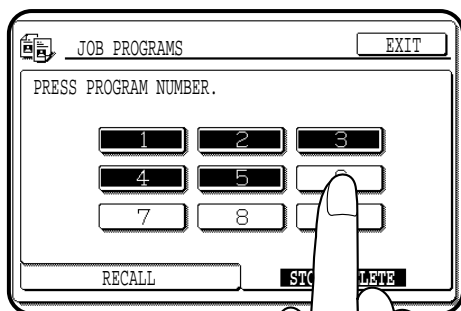 JOB PROGRAMS
EXIT
PRESS PROGRAM NUMBER.
1 2 3
4 5
7 8
RECALL